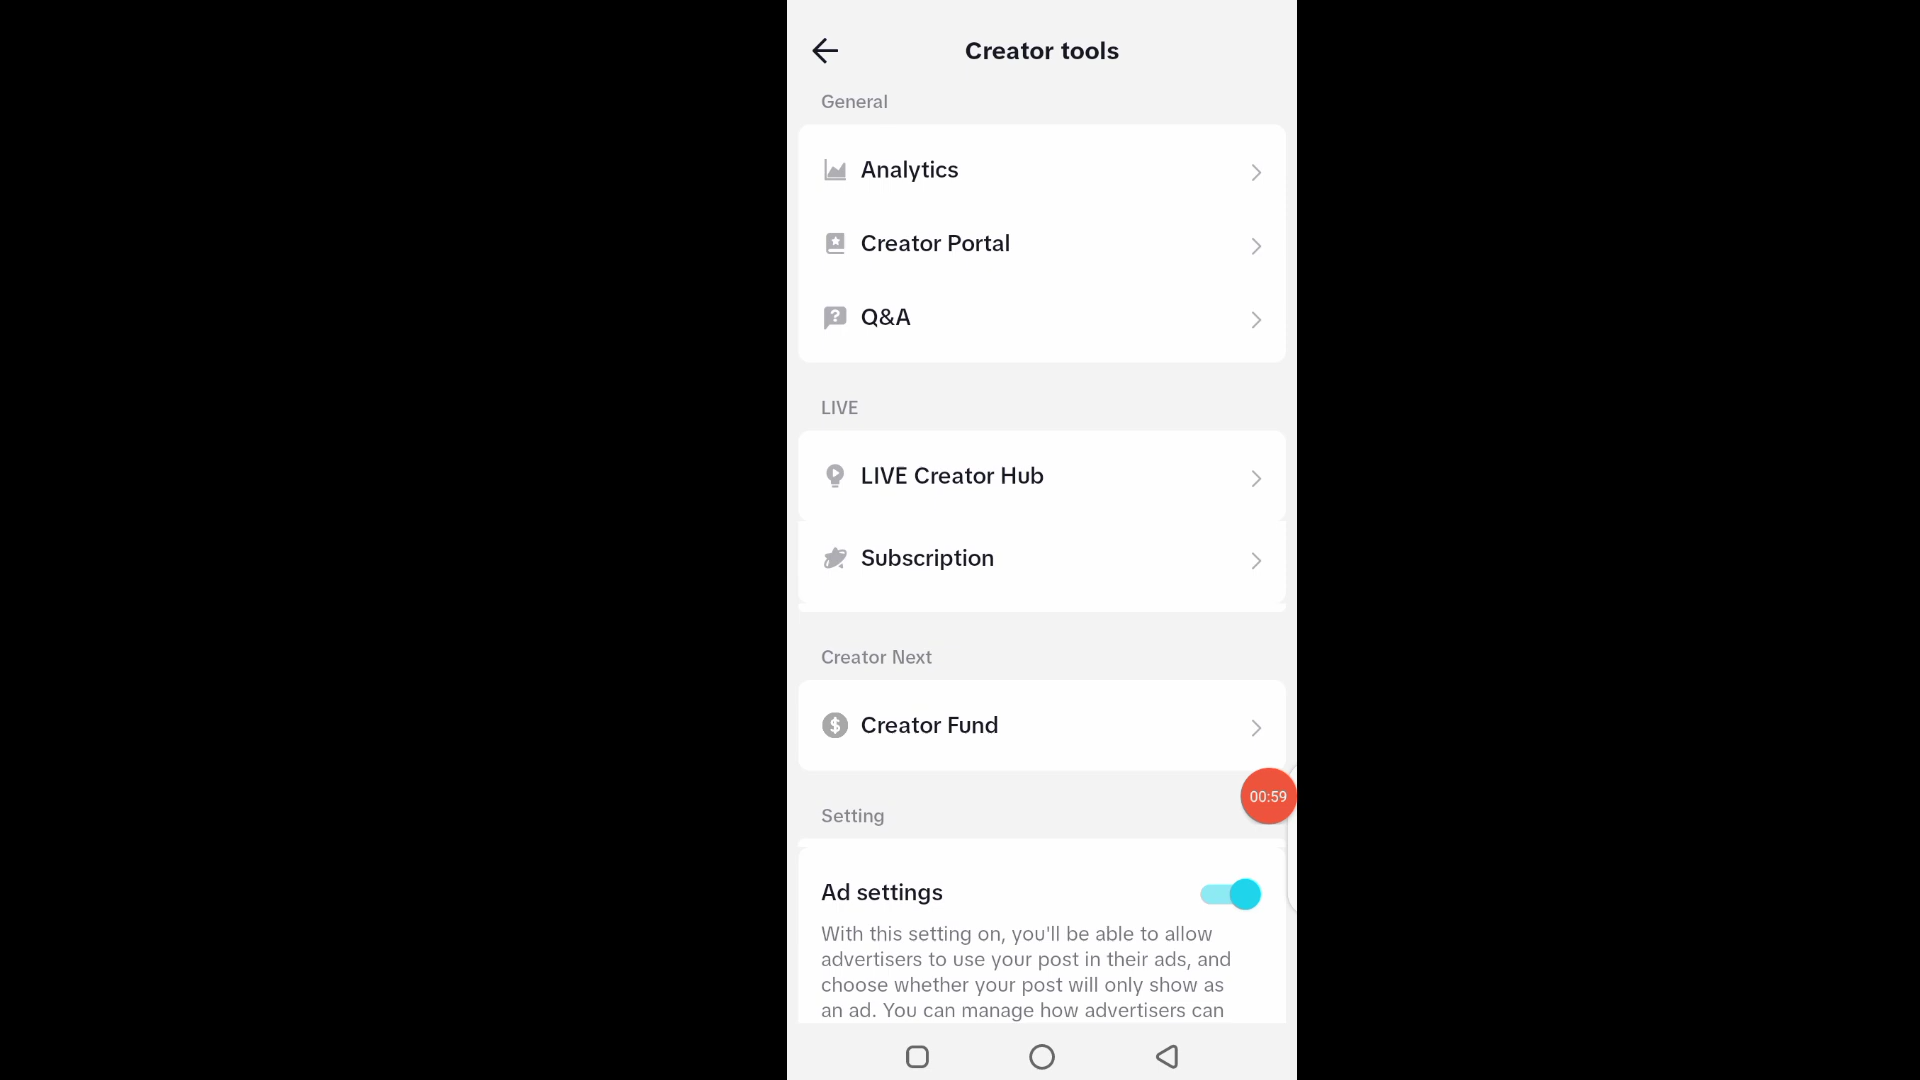 Creator tools
General
Analytics
Creator Portal
Q&A
LIVE
LIVE Creator Hub
Subscription
Creator Next
Creator Fund
00:59
Setting
Ad settings
With this setting on, you'll be able to allow
advertisers to use your post in their ads, and
choose whether your post will only show as
an ad. You can manage how advertisers can